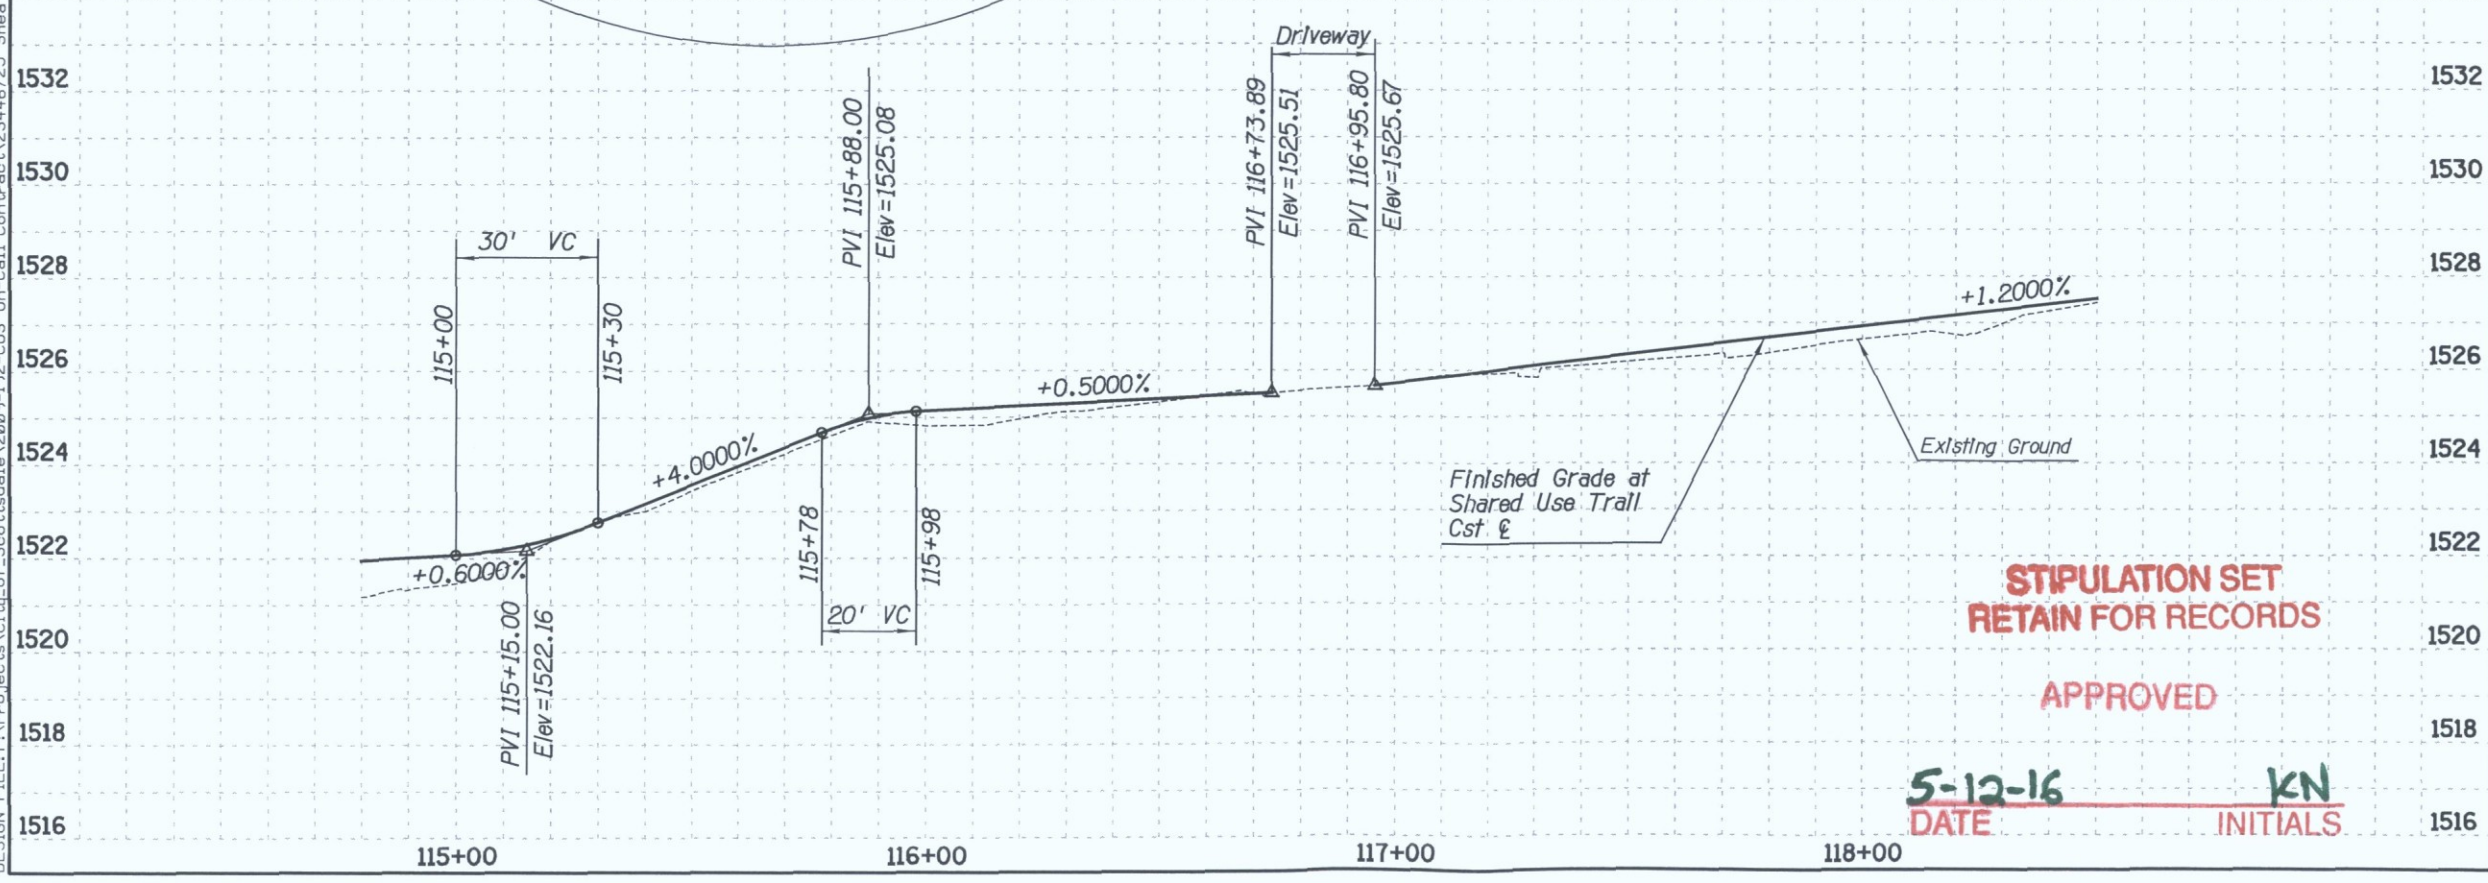 Driveway
1532
1532
PVI 115+88.00
Elev=1525.08
PVI 116+73.89
Elev=1525.51
PVI 116+95.80
Elev=1525.67
1530
1530
30' VC
1528
1528
115+00
115+30
+1.2000%
1526
1526
+0.5000%
+4.0000%
1524
1524
Existing Ground
Finished Grade at
Shared Use Trail
Cst ℄
115+78
115+98
1522
1522
+0.6000%
STIPULATION SET
RETAIN FOR RECORDS
20' VC
PVI 115+15.00
Elev=1522.16
1520
1520
APPROVED
1518
1518
5-12-16 KN
DATE INITIALS
1516
1516
115+00
116+00
117+00
118+00